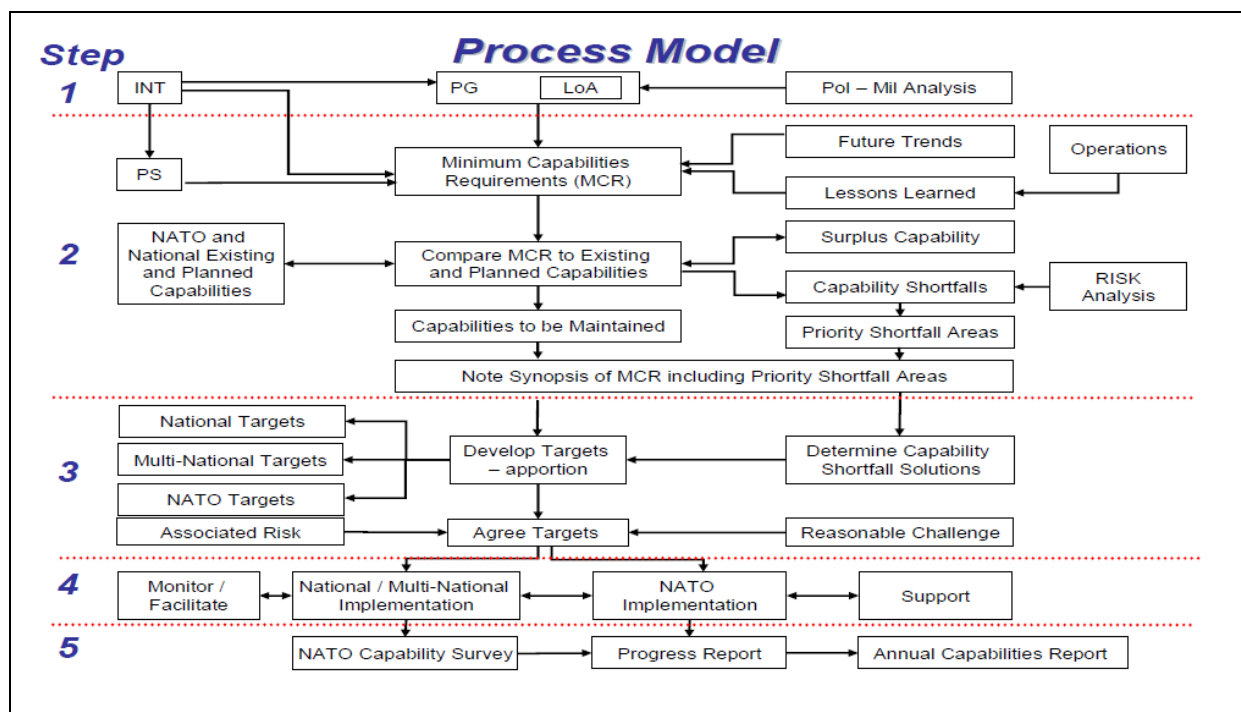 Step
Process Model
1
INT
PG
LoA
Pol – Mil Analysis
PS
Minimum Capabilities
Requirements (MCR)
Future Trends
Operations
Lessons Learned
2
NATO and
National Existing
and Planned
Capabilities
Compare MCR to Existing
and Planned Capabilities
Surplus Capability
Capability Shortfalls
RISK
Analysis
Capabilities to be Maintained
Priority Shortfall Areas
Note Synopsis of MCR including Priority Shortfall Areas
3
National Targets
Multi-National Targets
NATO Targets
Develop Targets
– apportion
Determine Capability
Shortfall Solutions
Associated Risk
Agree Targets
Reasonable Challenge
4
Monitor /
Facilitate
National / Multi-National
Implementation
NATO
Implementation
Support
5
NATO Capability Survey
Progress Report
Annual Capabilities Report